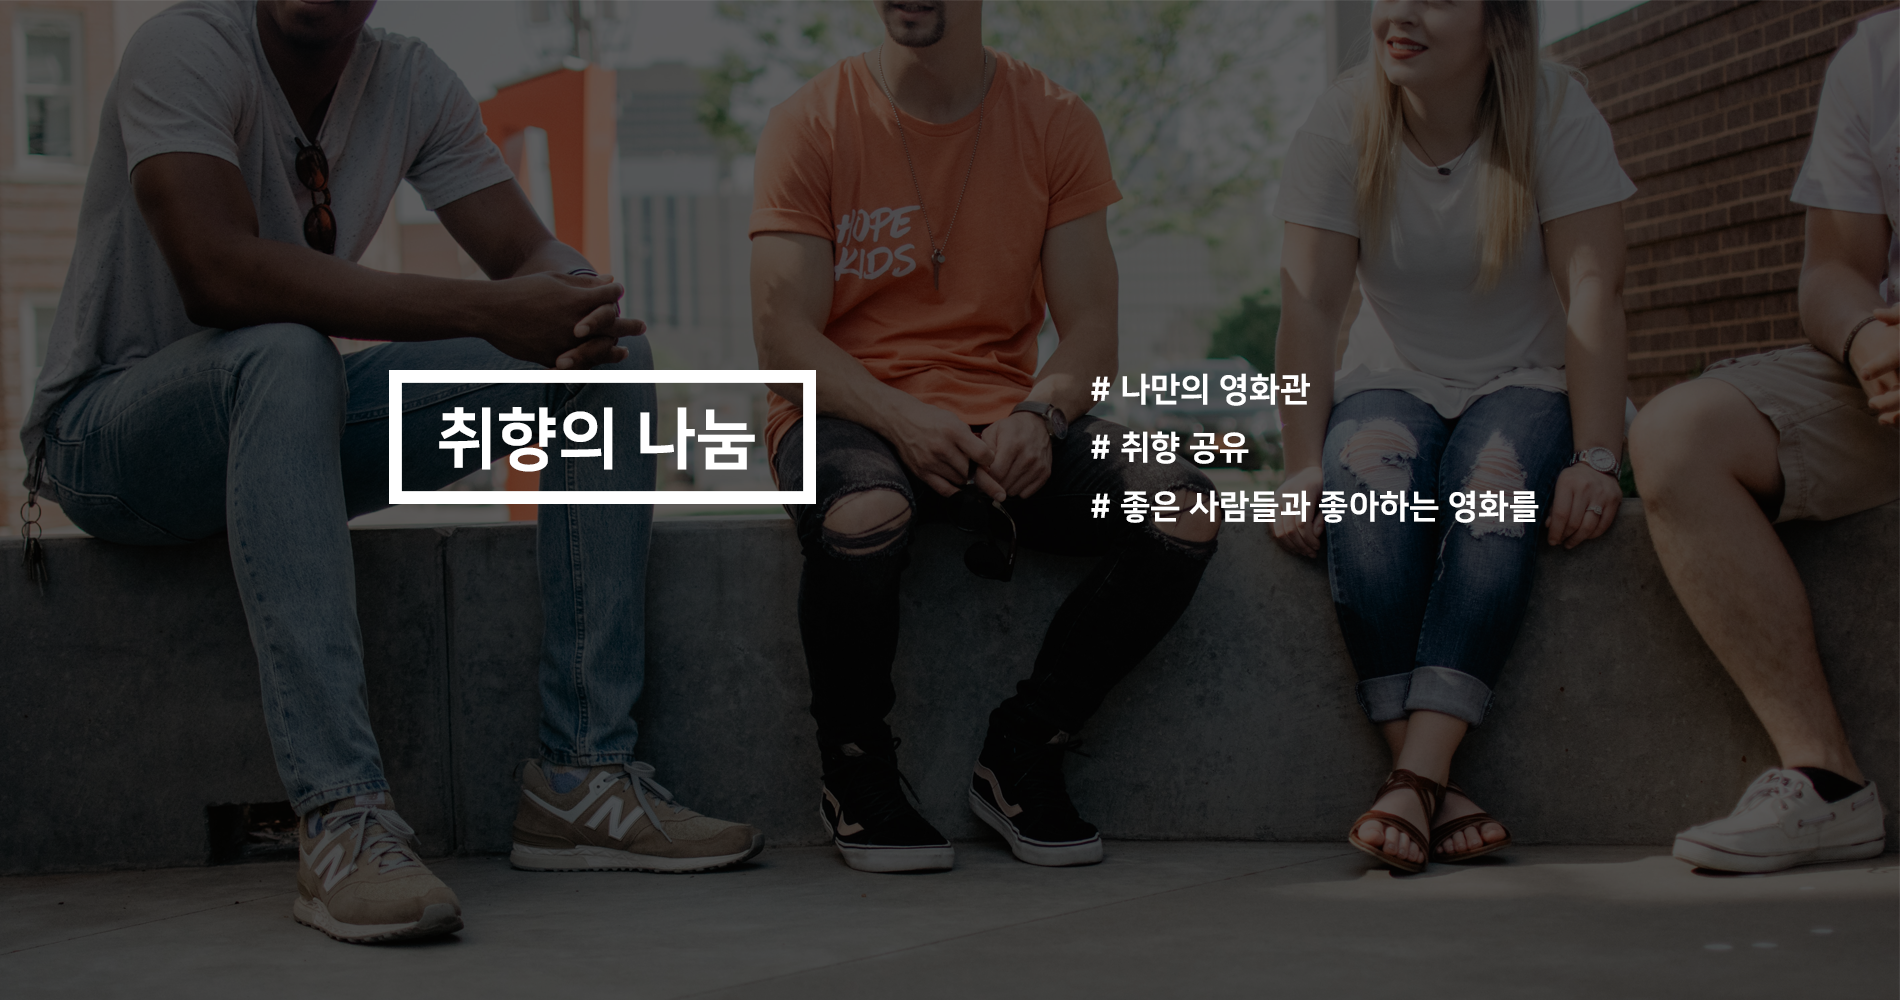 HOPE
KIDS
취향의 나눔
# 나만의 영화관
# 취향 공유
# 좋은 사람들과 좋아하는 영화를
N
N